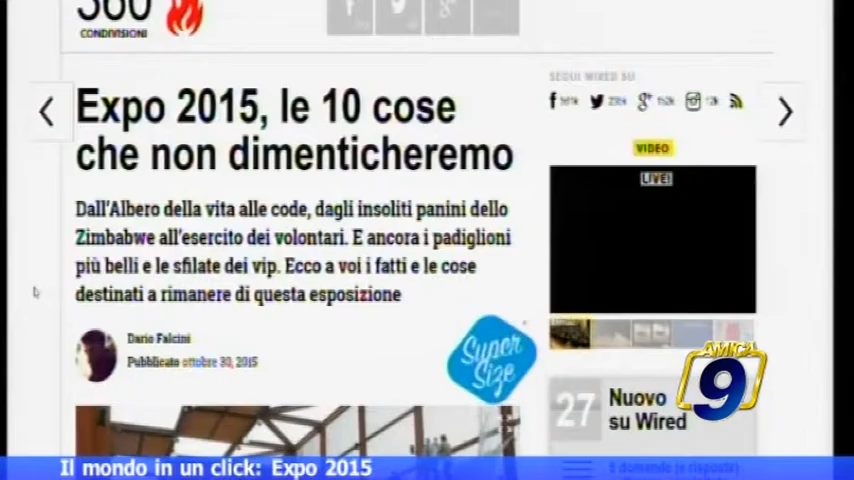 360
CONDIVISIONI
SEGUI WIRED SU
Expo 2015, le 10 cose
che non dimenticheremo
VIDEO
LIVE!
Dall'Albero della vita alle code, dagli insoliti panini dello
Zimbabwe all'esercito dei volontari. E ancora i padiglioni
più belli e le sfilate dei vip. Ecco a voi i fatti e le cose
destinati a rimanere di questa esposizione
Dario Falcini
Pubblicato ottobre 30, 2015
Super
Size
AMICA
9
27
Nuovo
su Wired
Il mondo in un click: Expo 2015